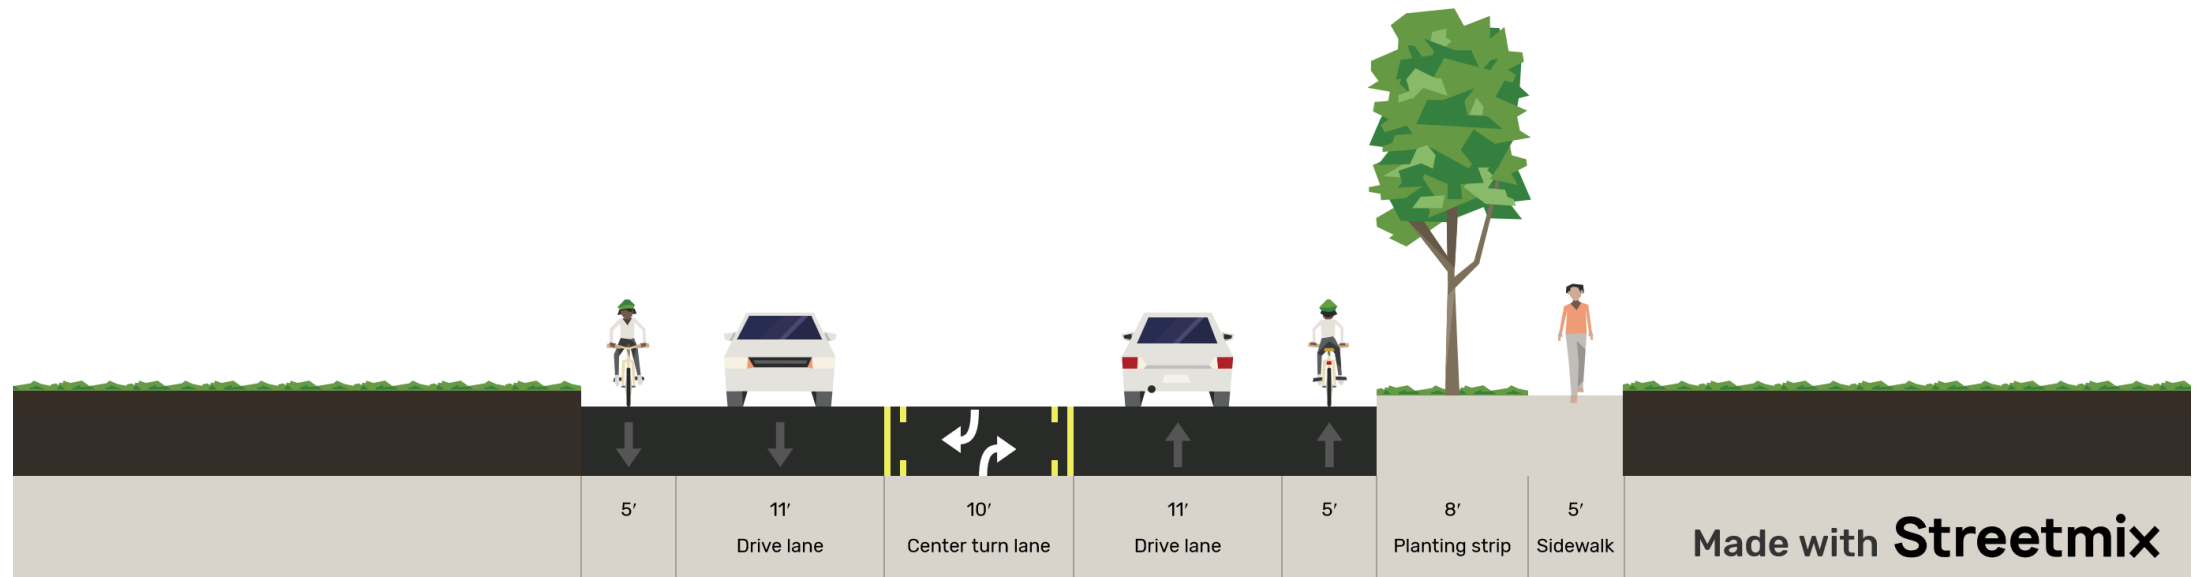 5′
11′
Drive lane
10′
Center turn lane
11′
Drive lane
5′
8′
Planting strip
5′
Sidewalk
Made with Streetmix